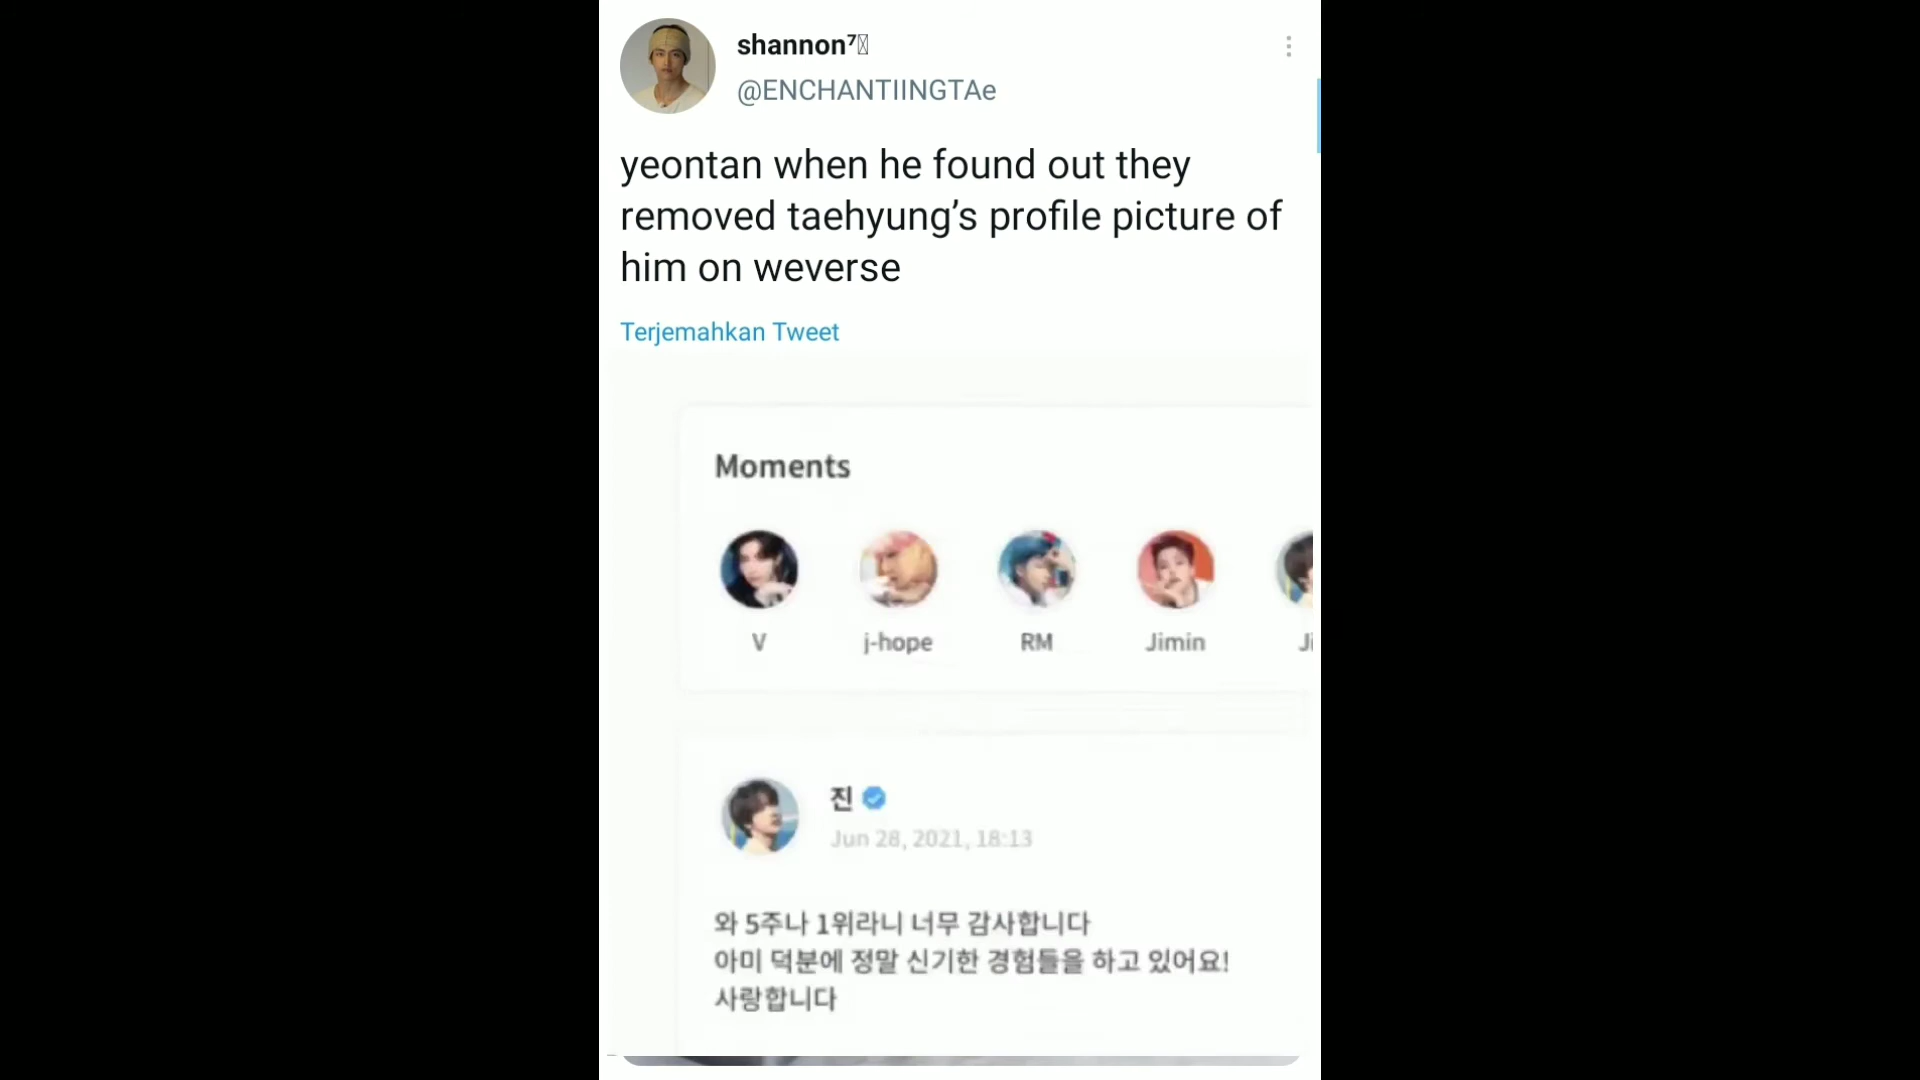 shannon⁷
@ENCHANTIINGTAe
yeontan when he found out they
removed taehyung’s profile picture of
him on weverse
Terjemahkan Tweet
Moments
V j-hope RM Jimin
진
Jun 28, 2021, 18:13
와 5주나 1위라니 너무 감사합니다
아미 덕분에 정말 신기한 경험들을 하고 있어요!
사랑합니다